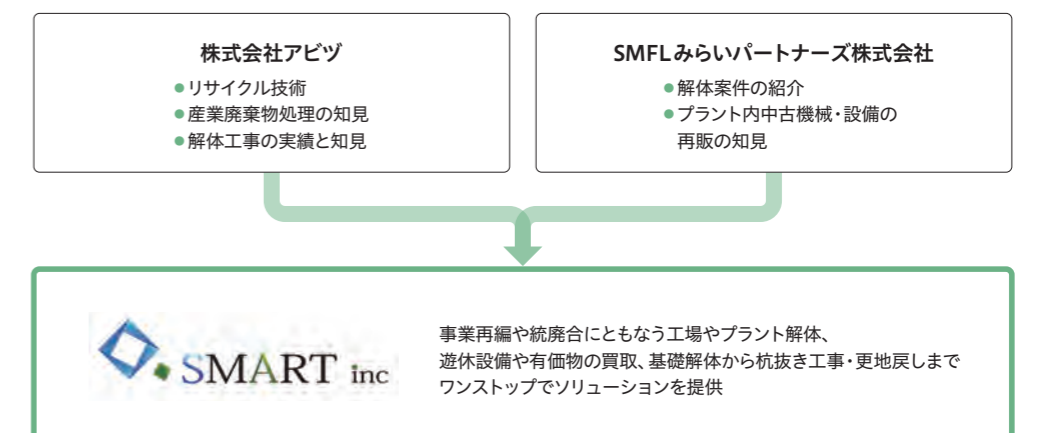 株式会社アビヅ
●リサイクル技術
●産業廃棄物処理の知見
●解体工事の実績と知見
SMFLみらいパートナーズ株式会社
●解体案件の紹介
●プラント内中古機械・設備の
再販の知見
SMART inc
事業再編や統廃合にともなう工場やプラント解体、
遊休設備や有価物の買取、基礎解体から杭抜き工事・更地戻しまで
ワンストップでソリューションを提供